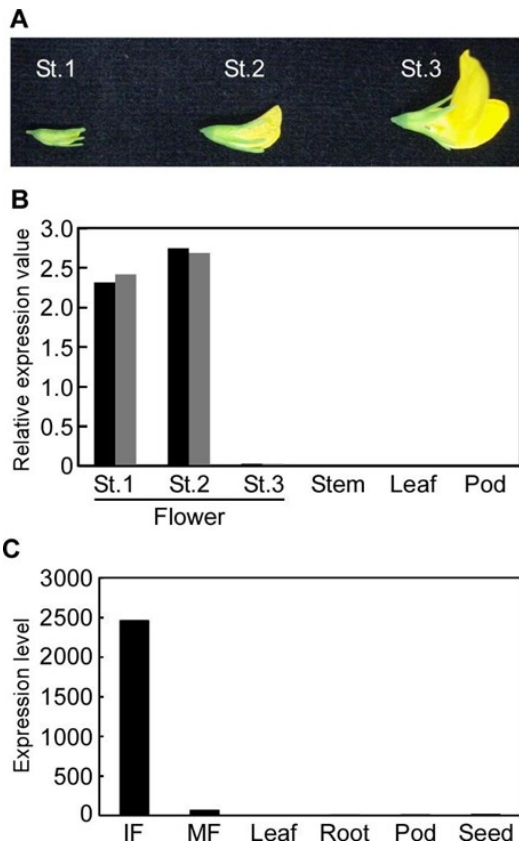 A
St.1 St.2 St.3
B
Relative expression value
3.0
2.5
2.0
1.5
1.0
0.5
0
St.1 St.2 St.3 Stem Leaf Pod
Flower
C
Expression level
3000
2500
2000
1500
1000
500
0
IF MF Leaf Root Pod Seed